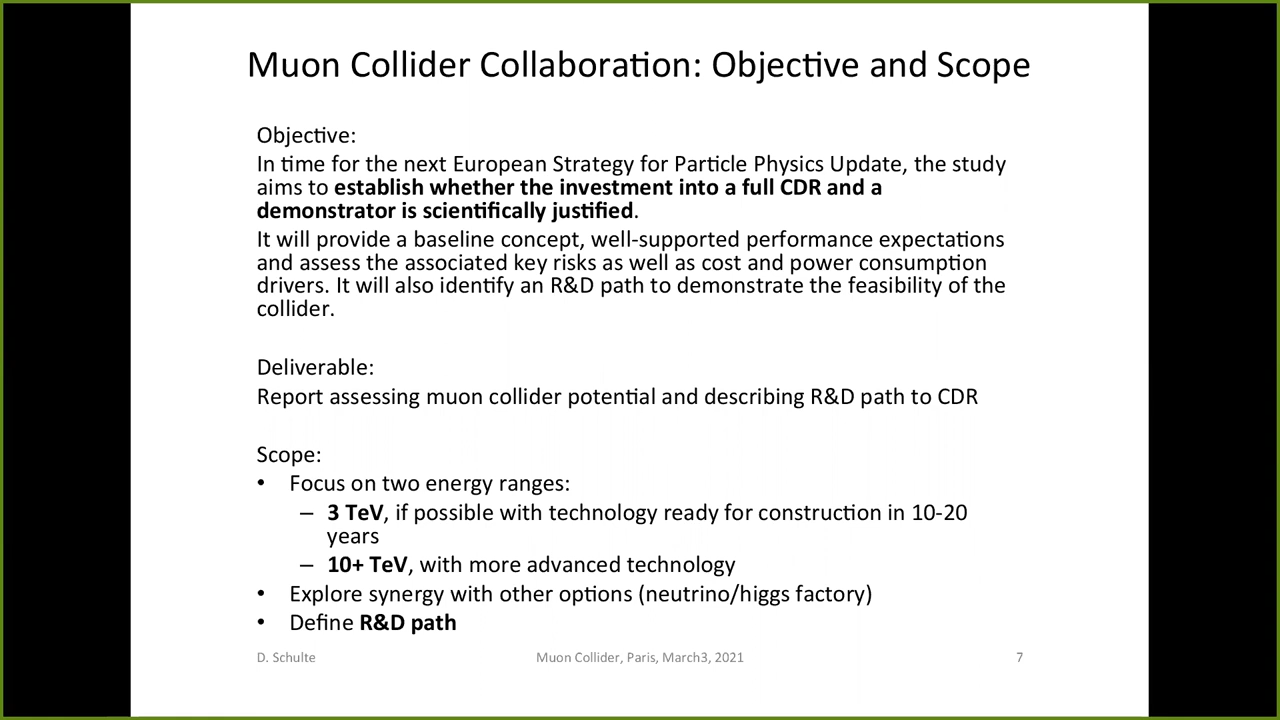 Muon Collider Collaboration: Objective and Scope
Objective:
In time for the next European Strategy for Particle Physics Update, the study
aims to establish whether the investment into a full CDR and a
demonstrator is scientifically justified.
It will provide a baseline concept, well-supported performance expectations
and assess the associated key risks as well as cost and power consumption
drivers. It will also identify an R&D path to demonstrate the feasibility of the
collider.
Deliverable:
Report assessing muon collider potential and describing R&D path to CDR
Scope:
• Focus on two energy ranges:
– 3 TeV, if possible with technology ready for construction in 10-20
years
– 10+ TeV, with more advanced technology
• Explore synergy with other options (neutrino/higgs factory)
• Define R&D path
D. Schulte Muon Collider, Paris, March3, 2021 7